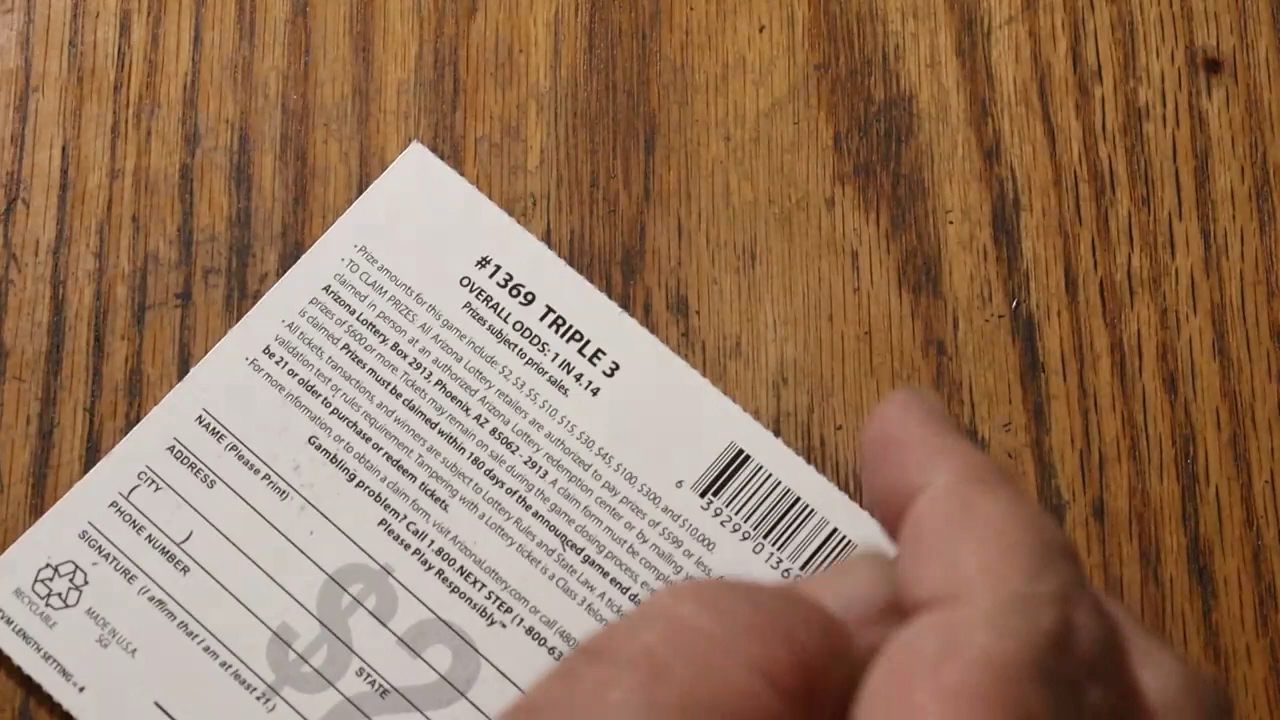 #1369 TRIPLE 3
OVERALL ODDS: 1 IN 4.14
Prizes subject to prior sales.
• Prize amounts for this game include: $2, $3, $5, $10, $15, $30, $45, $100, $300, and $10,000.
• TO CLAIM PRIZES: All Arizona Lottery retailers are authorized to pay prizes of $599 or less,
claimed in person at an authorized Arizona Lottery redemption center or by mailing
Arizona Lottery, Box 2913, Phoenix, AZ. 85062 - 2913. A claim form must be
prizes of $600 or more. Tickets may remain on sale during the game closing process,
is claimed. Prizes must be claimed within 180 days of the announced game end
• All tickets, transactions, and winners are subject to Lottery Rules and State Law. A
validation test or rules requirement. Tampering with a Lottery ticket is a Class 3
be 21 or older to purchase or redeem tickets.
• For more information, or to obtain a claim form, visit ArizonaLottery.com or call (480)
Gambling problem? Call 1.800.NEXT STEP (1-800-63
Please Play Responsibly™
6 39299 0136
NAME (Please Print)
ADDRESS
CITY
STATE
( )
PHONE NUMBER
SIGNATURE (I affirm that I am at least 21.)
$2
RECYCLABLE
MADE IN U.S.A.
SGI
TVM LENGTH SETTING = 4